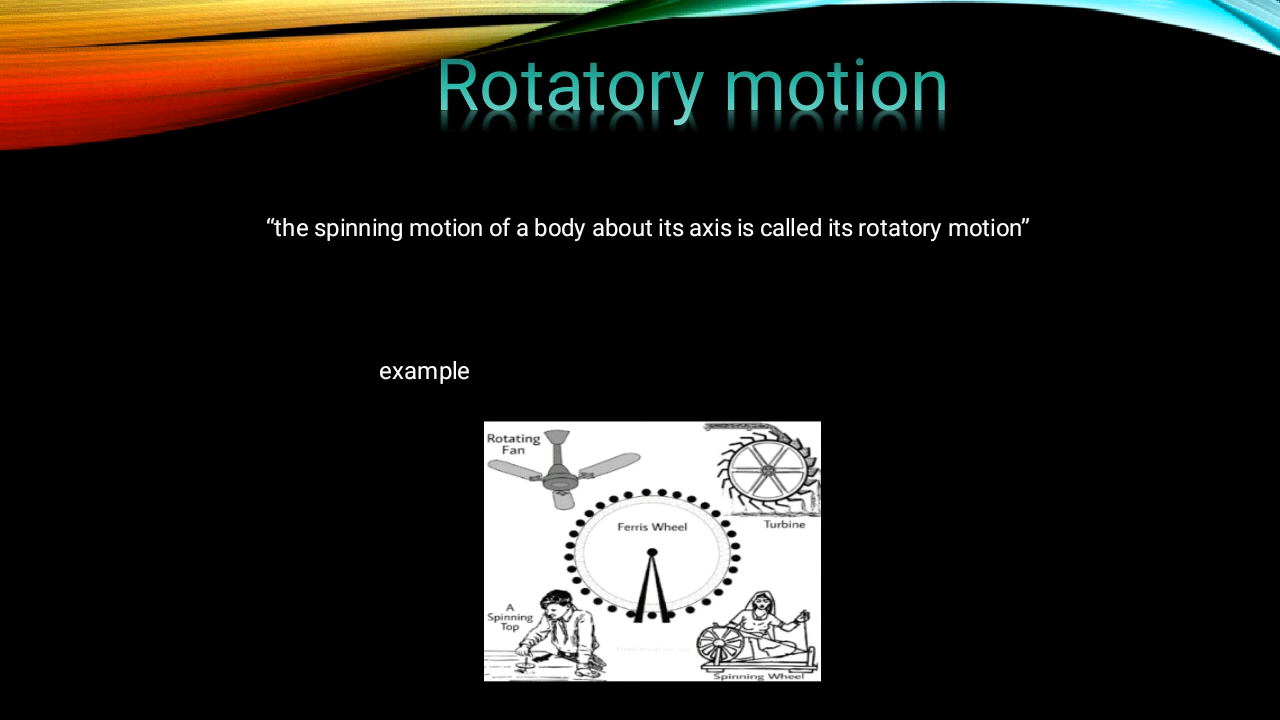 Rotatory motion
“the spinning motion of a body about its axis is called its rotatory motion”
example
Rotating
Fan
Ferris Wheel
Turbine
A
Spinning
Top
Spinning Wheel